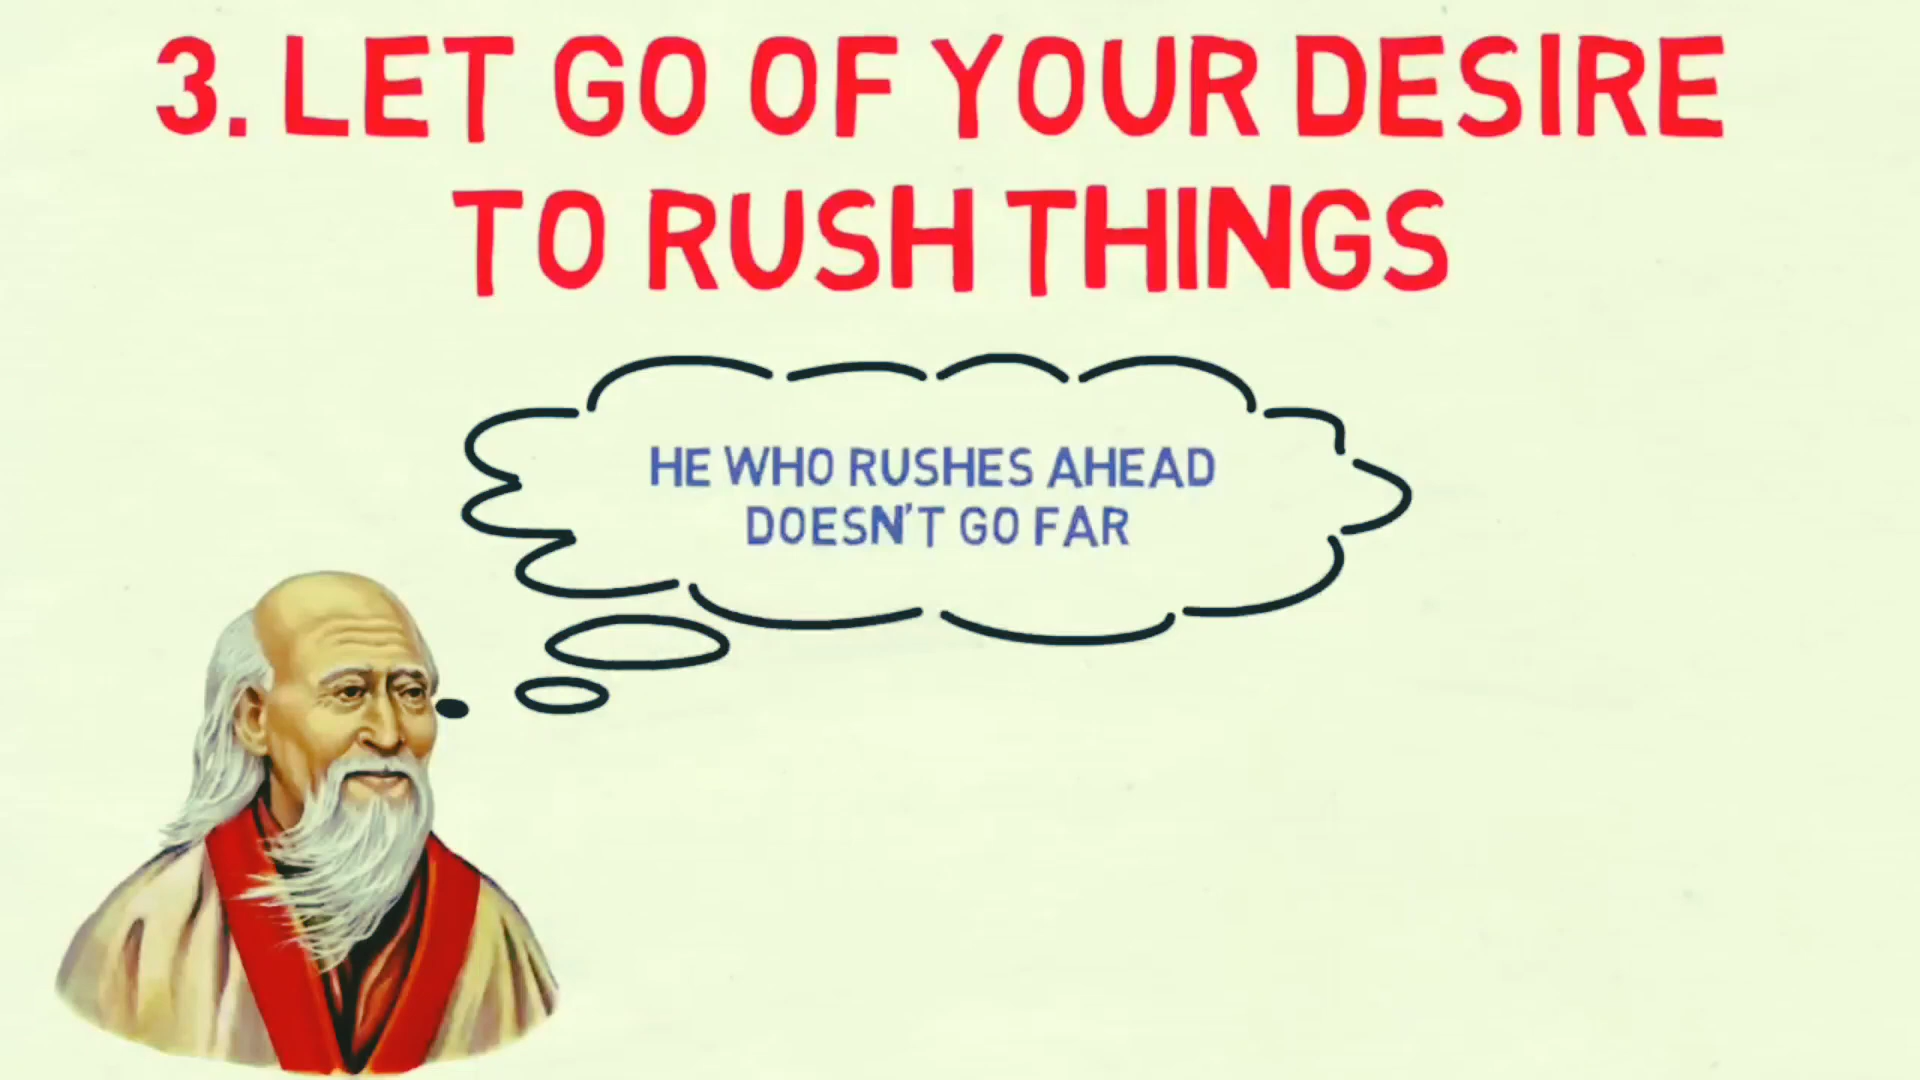 3. LET GO OF YOUR DESIRE
TO RUSH THINGS
HE WHO RUSHES AHEAD
DOESN'T GO FAR